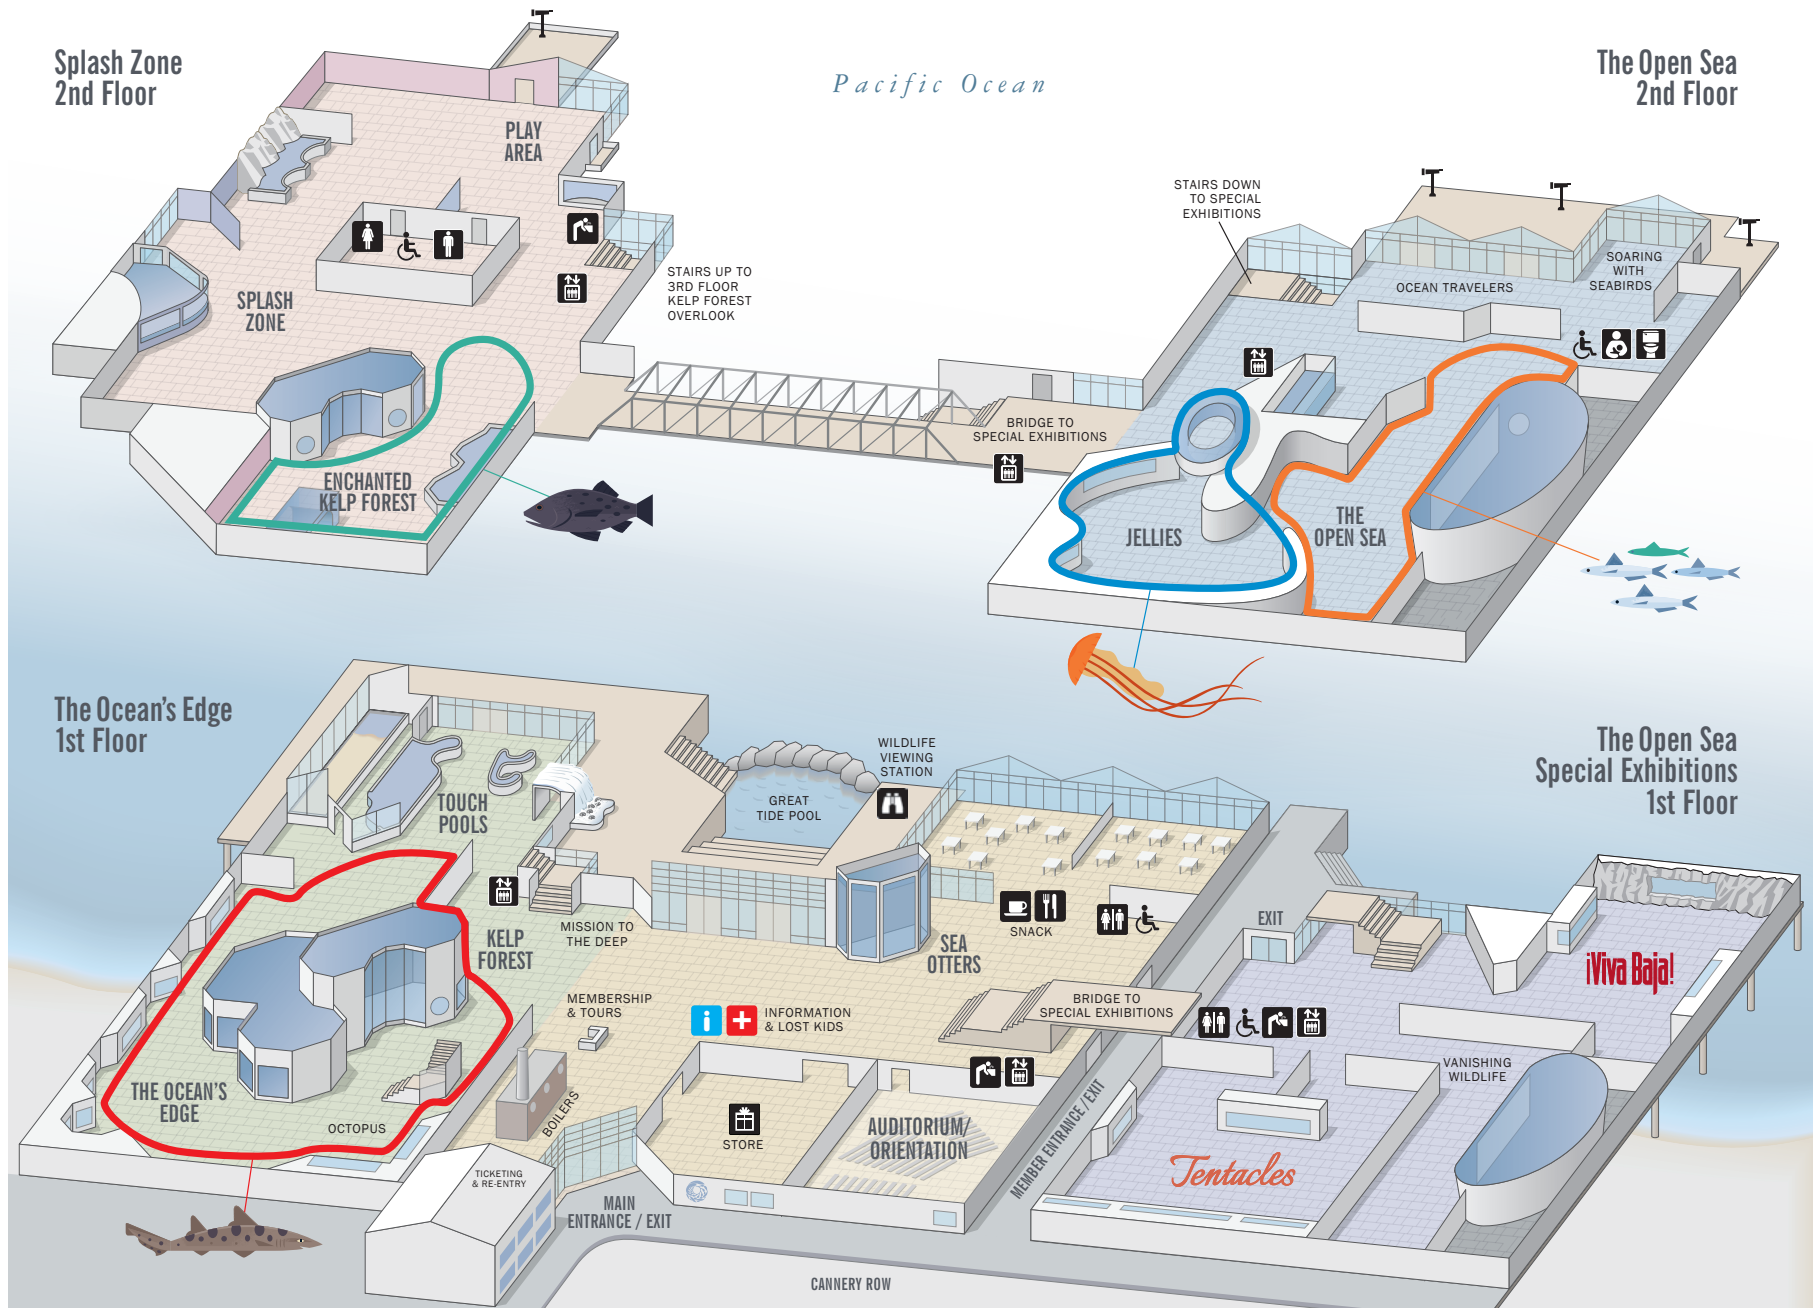 Splash Zone
2nd Floor
Pacific Ocean
The Open Sea
2nd Floor
PLAY
AREA
STAIRS DOWN
TO SPECIAL
EXHIBITIONS
SOARING
WITH
SEABIRDS
OCEAN TRAVELERS
SPLASH
ZONE
STAIRS UP TO
3RD FLOOR
KELP FOREST
OVERLOOK
BRIDGE TO
SPECIAL EXHIBITIONS
ENCHANTED
KELP FOREST
JELLIES
THE
OPEN SEA
The Ocean's Edge
1st Floor
The Open Sea
Special Exhibitions
1st Floor
WILDLIFE
VIEWING
STATION
GREAT
TIDE POOL
TOUCH
POOLS
MISSION TO
THE DEEP
KELP
FOREST
SNACK
SEA
OTTERS
EXIT
¡Viva Baja!
MEMBERSHIP
& TOURS
i
INFORMATION
& LOST KIDS
BRIDGE TO
SPECIAL EXHIBITIONS
VANISHING
WILDLIFE
THE OCEAN'S
EDGE
OCTOPUS
BOILERS
STORE
AUDITORIUM/
ORIENTATION
MEMBER ENTRANCE / EXIT
Tentacles
TICKETING
& RE-ENTRY
MAIN
ENTRANCE / EXIT
CANNERY ROW